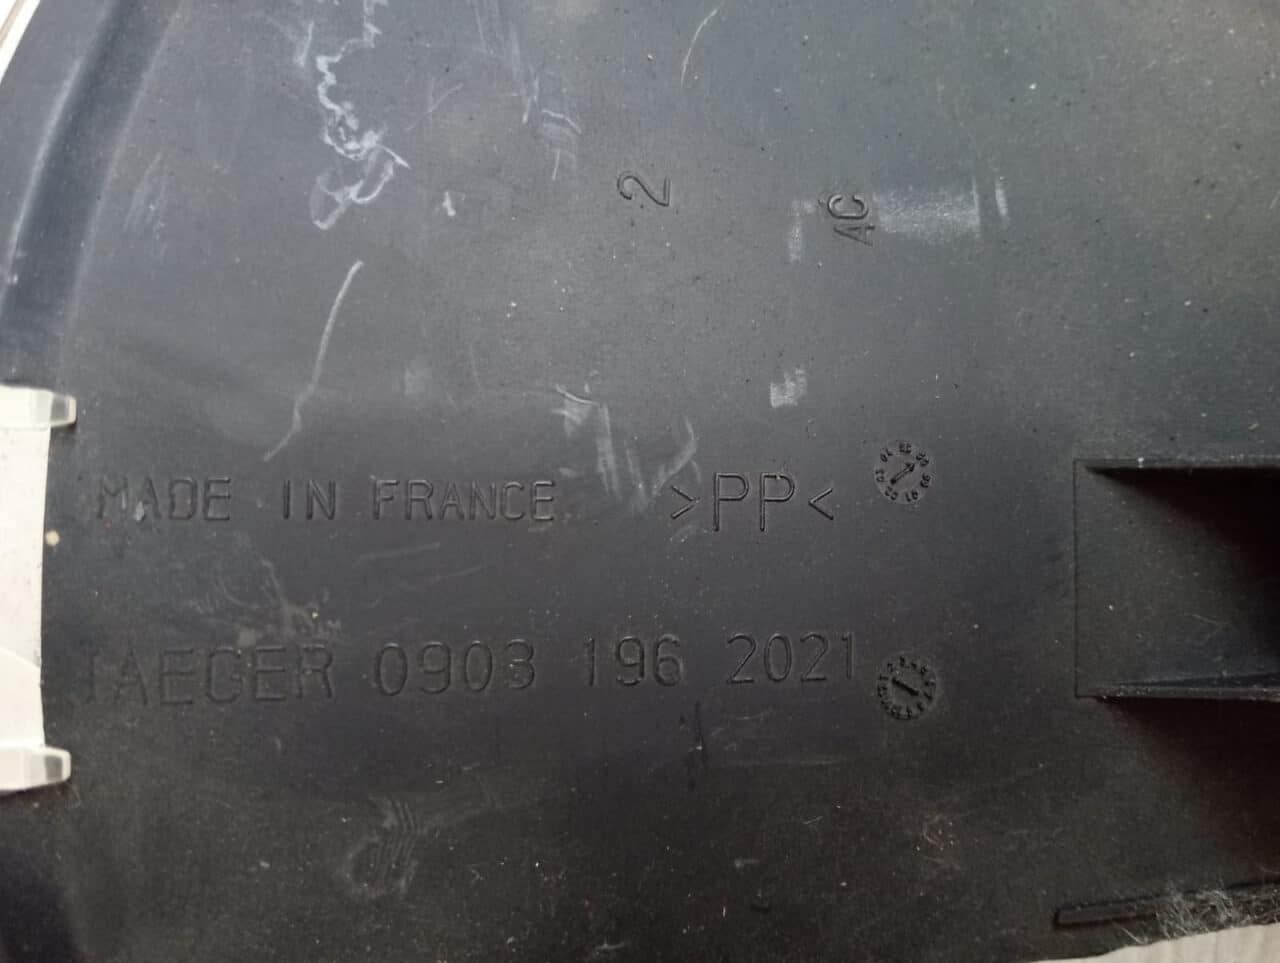 2
AC
MADE IN FRANCE >PP<
JAEGER 0903 196 2021